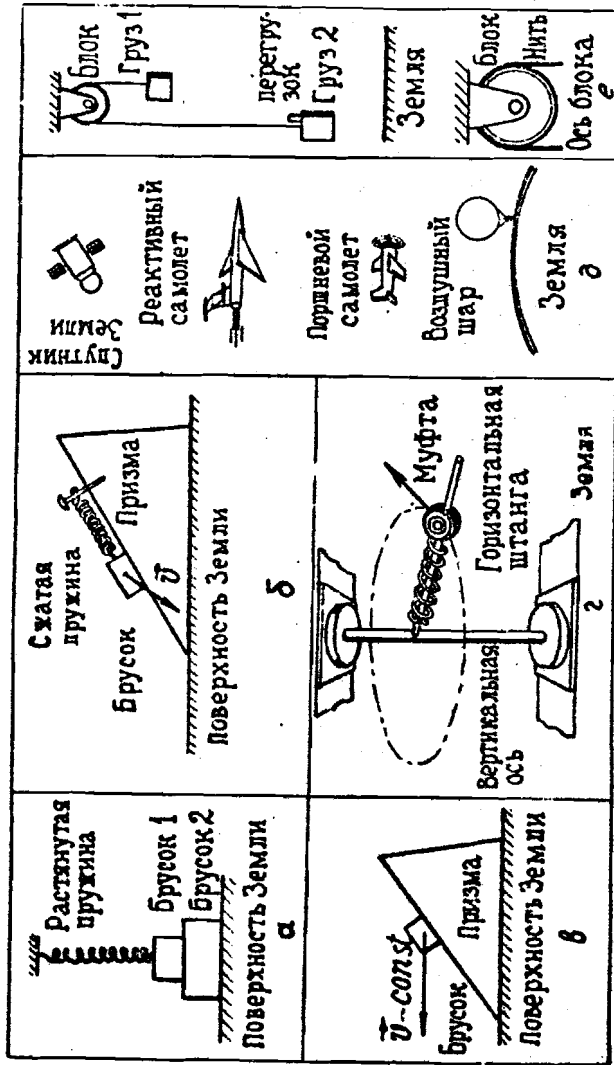 Растянутая
пружина
Брусок 1
Брусок 2
Поверхность Земли
а
Сжатая
пружина
Брусок
v
Призма
Поверхность Земли
б
v-const
Брусок
Призма
Поверхность Земли
в
Муфта
Горизонтальная
штанга
Вертикальная
ось
Земля
г
Спутник
Земли
Реактивный
самолет
Поршневой
самолет
Воздушный
шар
Земля
д
Блок
Груз 1
перегру-
зок
Груз 2
Земля
Блок
Нить
Ось блока
е